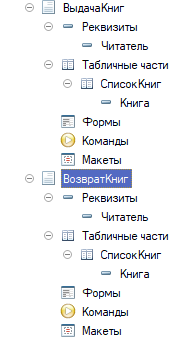 ВыдачаКниг
Реквизиты
Читатель
Табличные части
СписокКниг
Книга
Формы
Команды
Макеты
ВозвратКниг
Реквизиты
Читатель
Табличные части
СписокКниг
Книга
Формы
Команды
Макеты